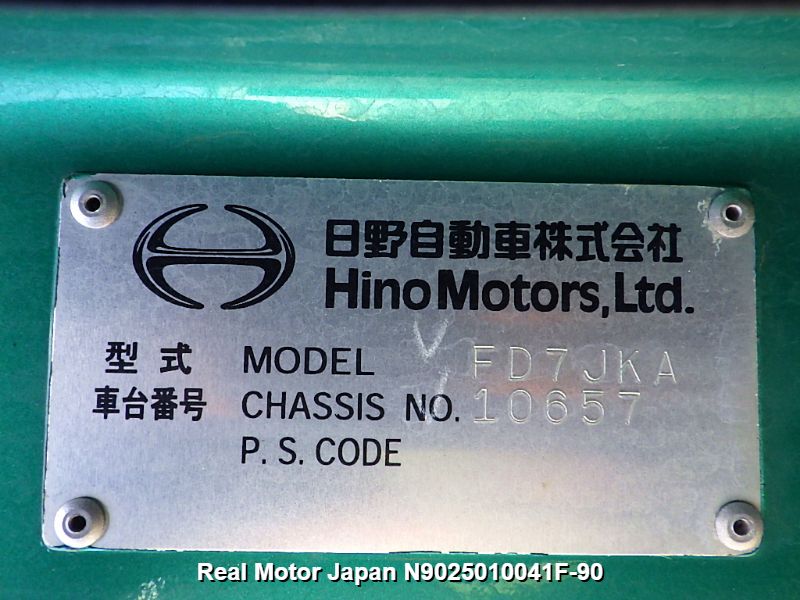 日野自動車株式会社
Hino Motors, Ltd.
型式 MODEL FD7JKA
車台番号 CHASSIS NO. 10657
P. S. CODE
Real Motor Japan N9025010041F-90